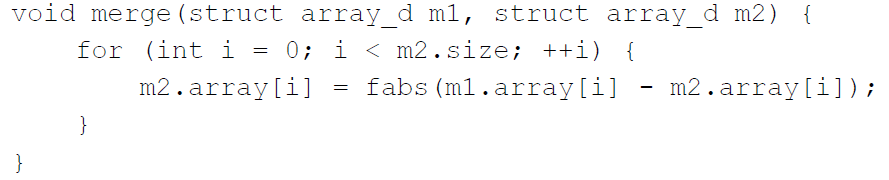 void merge(struct array_d m1, struct array_d m2) {
    for (int i = 0; i < m2.size; ++i) {
        m2.array[i] = fabs(m1.array[i] - m2.array[i]);
    }
}